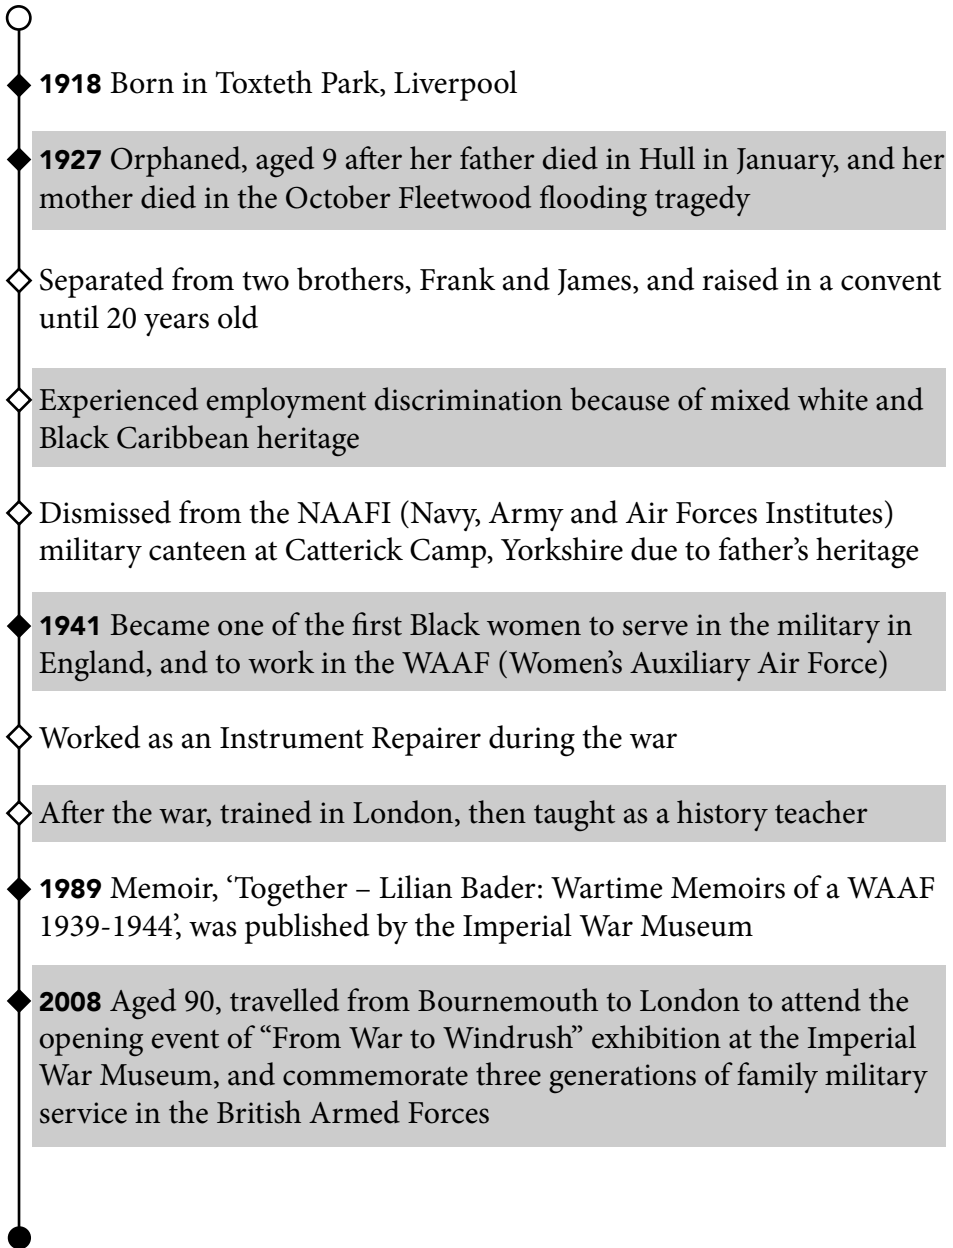 1918 Born in Toxteth Park, Liverpool
1927 Orphaned, aged 9 after her father died in Hull in January, and her
mother died in the October Fleetwood flooding tragedy
Separated from two brothers, Frank and James, and raised in a convent
until 20 years old
Experienced employment discrimination because of mixed white and
Black Caribbean heritage
Dismissed from the NAAFI (Navy, Army and Air Forces Institutes)
military canteen at Catterick Camp, Yorkshire due to father’s heritage
1941 Became one of the first Black women to serve in the military in
England, and to work in the WAAF (Women’s Auxiliary Air Force)
Worked as an Instrument Repairer during the war
After the war, trained in London, then taught as a history teacher
1989 Memoir, ‘Together – Lilian Bader: Wartime Memoirs of a WAAF
1939-1944’, was published by the Imperial War Museum
2008 Aged 90, travelled from Bournemouth to London to attend the
opening event of “From War to Windrush” exhibition at the Imperial
War Museum, and commemorate three generations of family military
service in the British Armed Forces